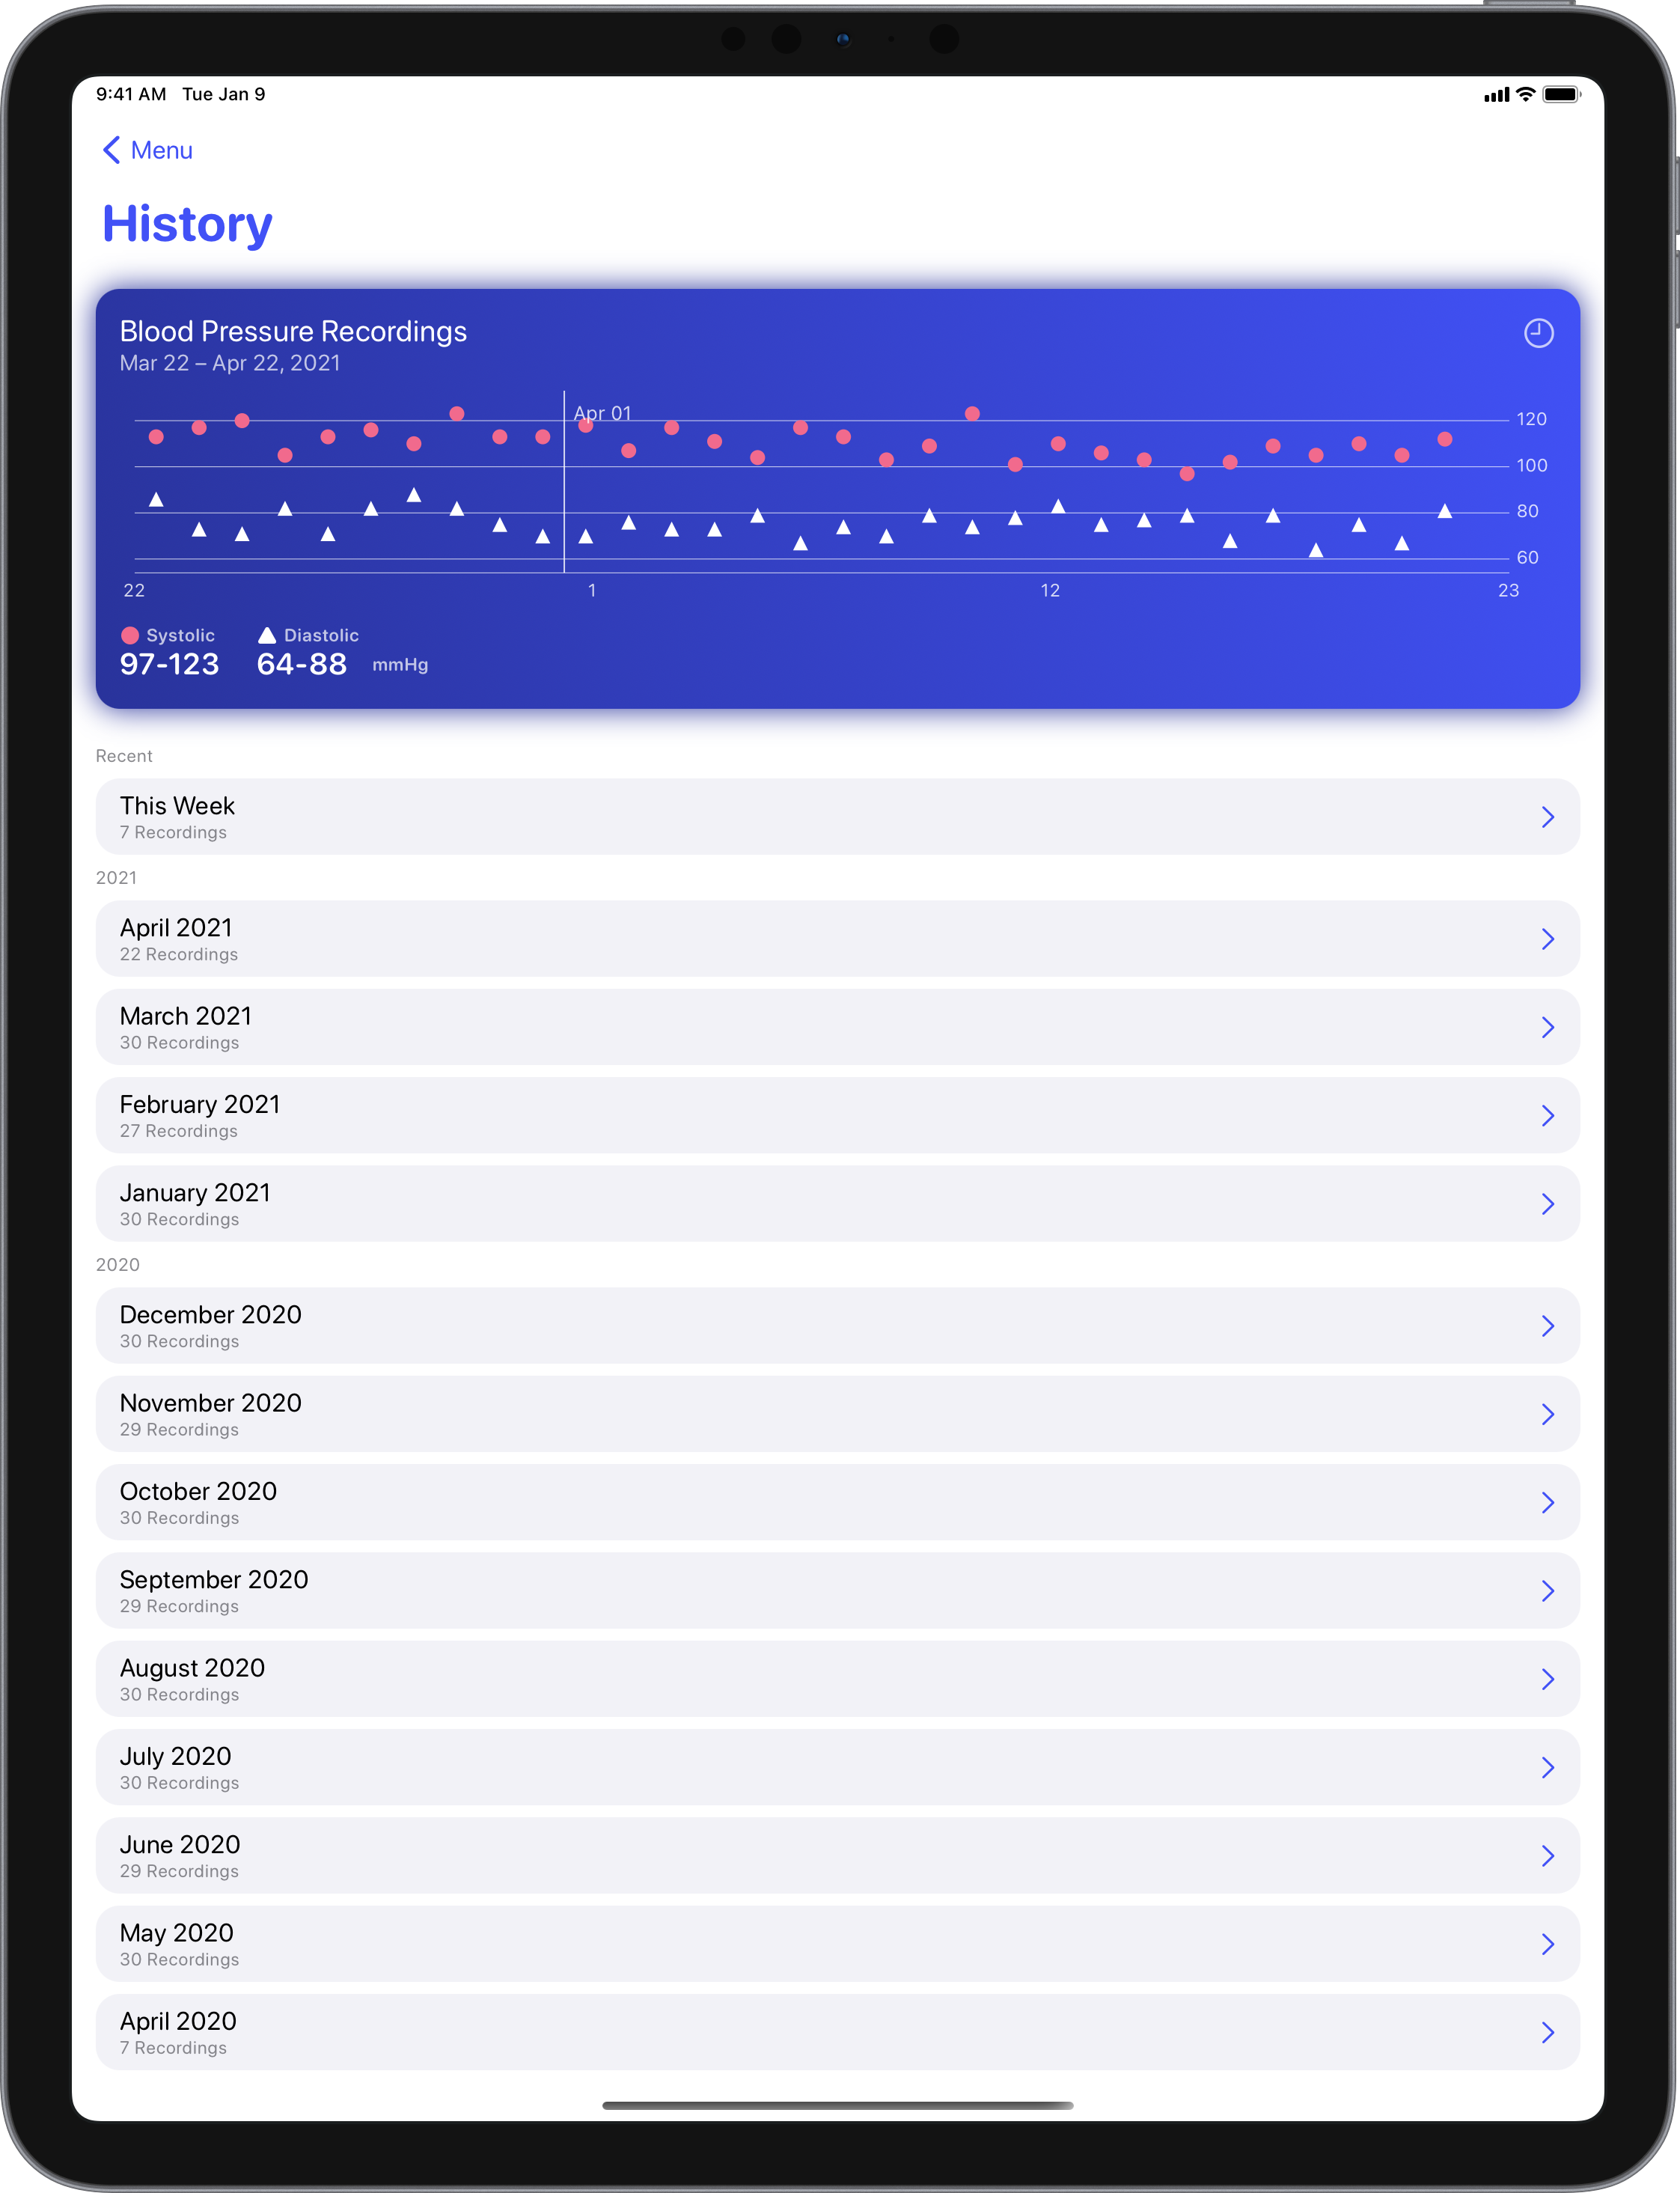 9:41 AM Tue Jan 9
Menu
History
Blood Pressure Recordings
Mar 22 – Apr 22, 2021
Apr 01
120
100
80
60
22 1 12 23
Systolic Diastolic
97-123 64-88 mmHg
Recent
This Week
7 Recordings
2021
April 2021
22 Recordings
March 2021
30 Recordings
February 2021
27 Recordings
January 2021
30 Recordings
2020
December 2020
30 Recordings
November 2020
29 Recordings
October 2020
30 Recordings
September 2020
29 Recordings
August 2020
30 Recordings
July 2020
30 Recordings
June 2020
29 Recordings
May 2020
30 Recordings
April 2020
7 Recordings